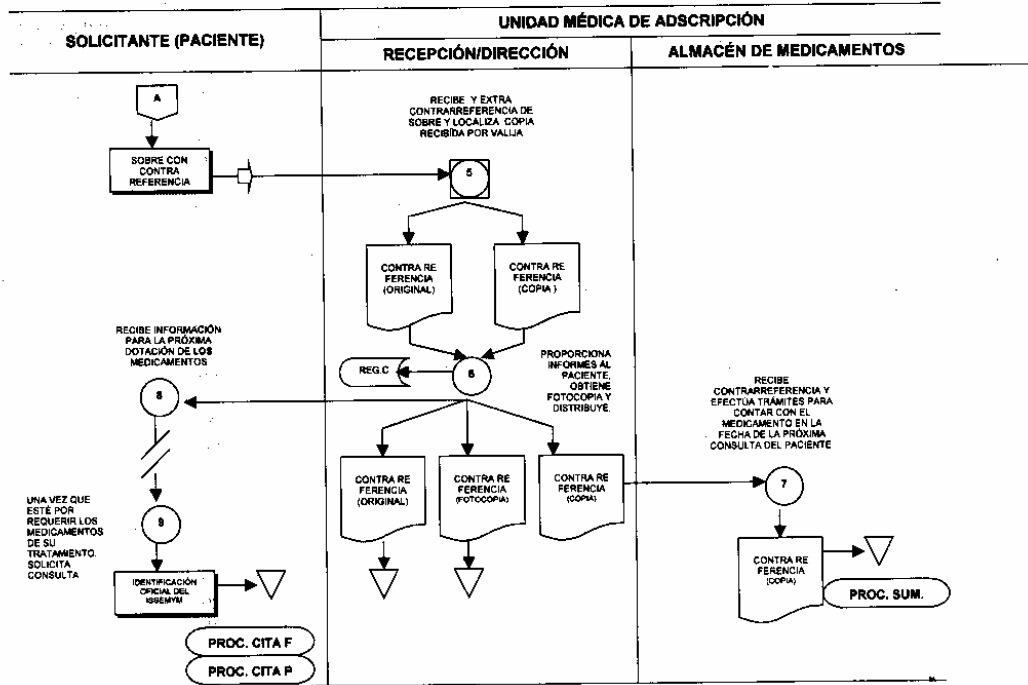 UNIDAD MÉDICA DE ADSCRIPCIÓN
SOLICITANTE (PACIENTE)
RECEPCIÓN/DIRECCIÓN
ALMACÉN DE MEDICAMENTOS
A
SOBRE CON
CONTRA
REFERENCIA
RECIBE Y EXTRA
CONTRARREFERENCIA DE
SOBRE Y LOCALIZA COPIA
RECIBÍDA POR VALIJA
5
CONTRA RE
FERENCIA
(ORIGINAL)
CONTRA RE
FERENCIA
(COPIA )
REG.C
6
PROPORCIONA
INFORMES AL
PACIENTE,
OBTIENE
FOTOCOPIA Y
DISTRIBUYE.
RECIBE INFORMACIÓN
PARA LA PRÓXIMA
DOTACIÓN DE LOS
MEDICAMENTOS
8
CONTRA RE
FERENCIA
(ORIGINAL)
CONTRA RE
FERENCIA
(FOTOCOPIA)
CONTRA RE
FERENCIA
(COPIA)
RECIBE
CONTRARREFERENCIA Y
EFECTÚA TRÁMITES PARA
CONTAR CON EL
MEDICAMENTO EN LA
FECHA DE LA PRÓXIMA
CONSULTA DEL PACIENTE
7
CONTRA RE
FERENCIA
(COPIA)
PROC. SUM.
UNA VEZ QUE
ESTÉ POR
REQUERIR LOS
MEDICAMENTOS
DE SU
TRATAMIENTO.
SOLICITA
CONSULTA
9
IDENTIFICACIÓN
OFICIAL DEL
ISSEMYM
PROC. CITA F
PROC. CITA P